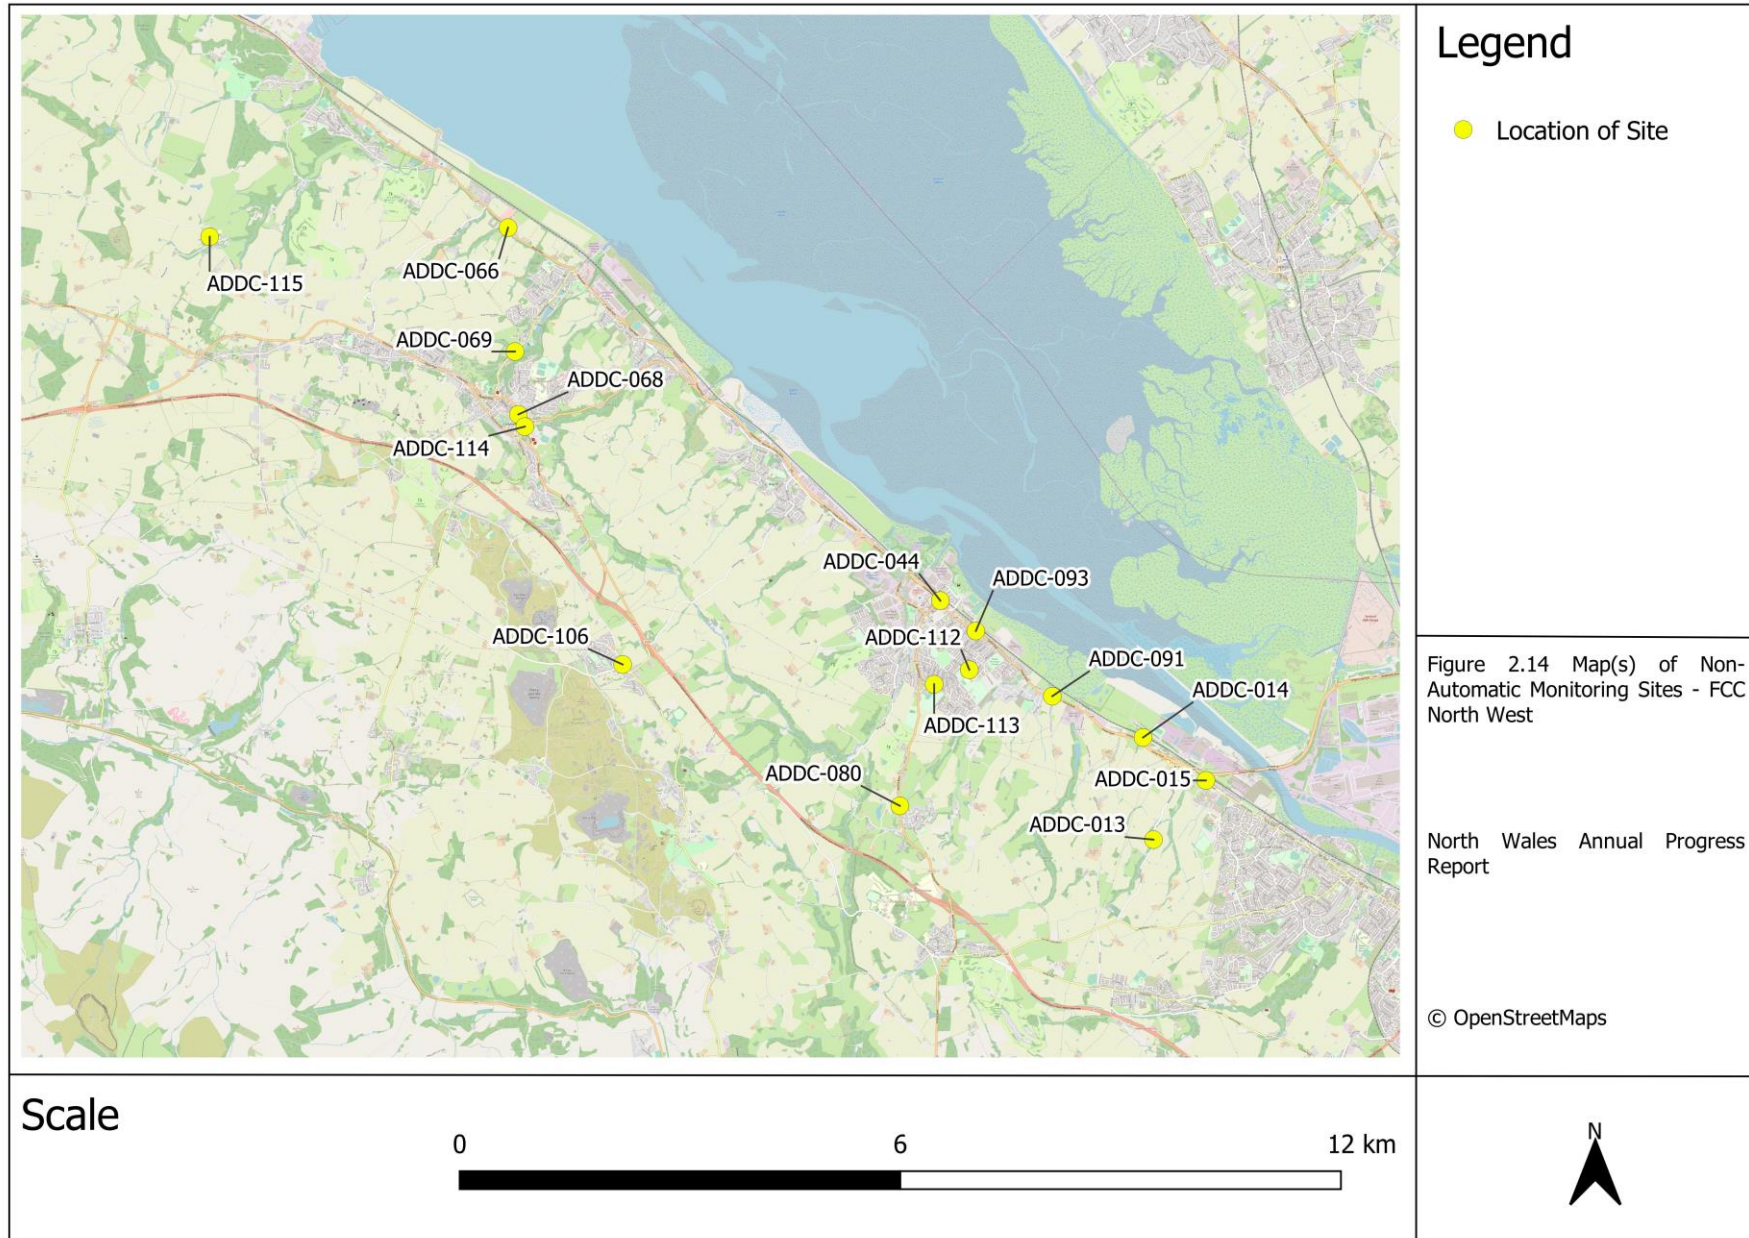 Legend
Location of Site
ADDC-115
ADDC-066
ADDC-069
ADDC-068
ADDC-114
ADDC-044
ADDC-093
ADDC-106
ADDC-112
ADDC-091
ADDC-014
ADDC-113
ADDC-080
ADDC-015
ADDC-013
Figure 2.14 Map(s) of Non-
Automatic Monitoring Sites - FCC
North West
North Wales Annual Progress
Report
© OpenStreetMaps
Scale
0 6 12 km
N